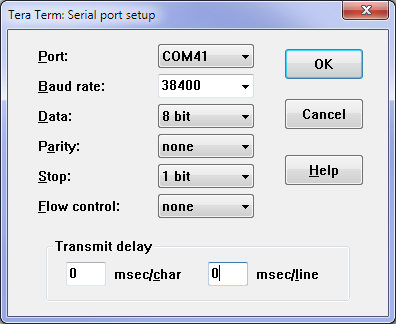 Tera Term: Serial port setup
Port: COM41 OK
Baud rate: 38400
Data: 8 bit Cancel
Parity: none
Stop: 1 bit Help
Flow control: none
Transmit delay
0 msec/char 0 msec/line